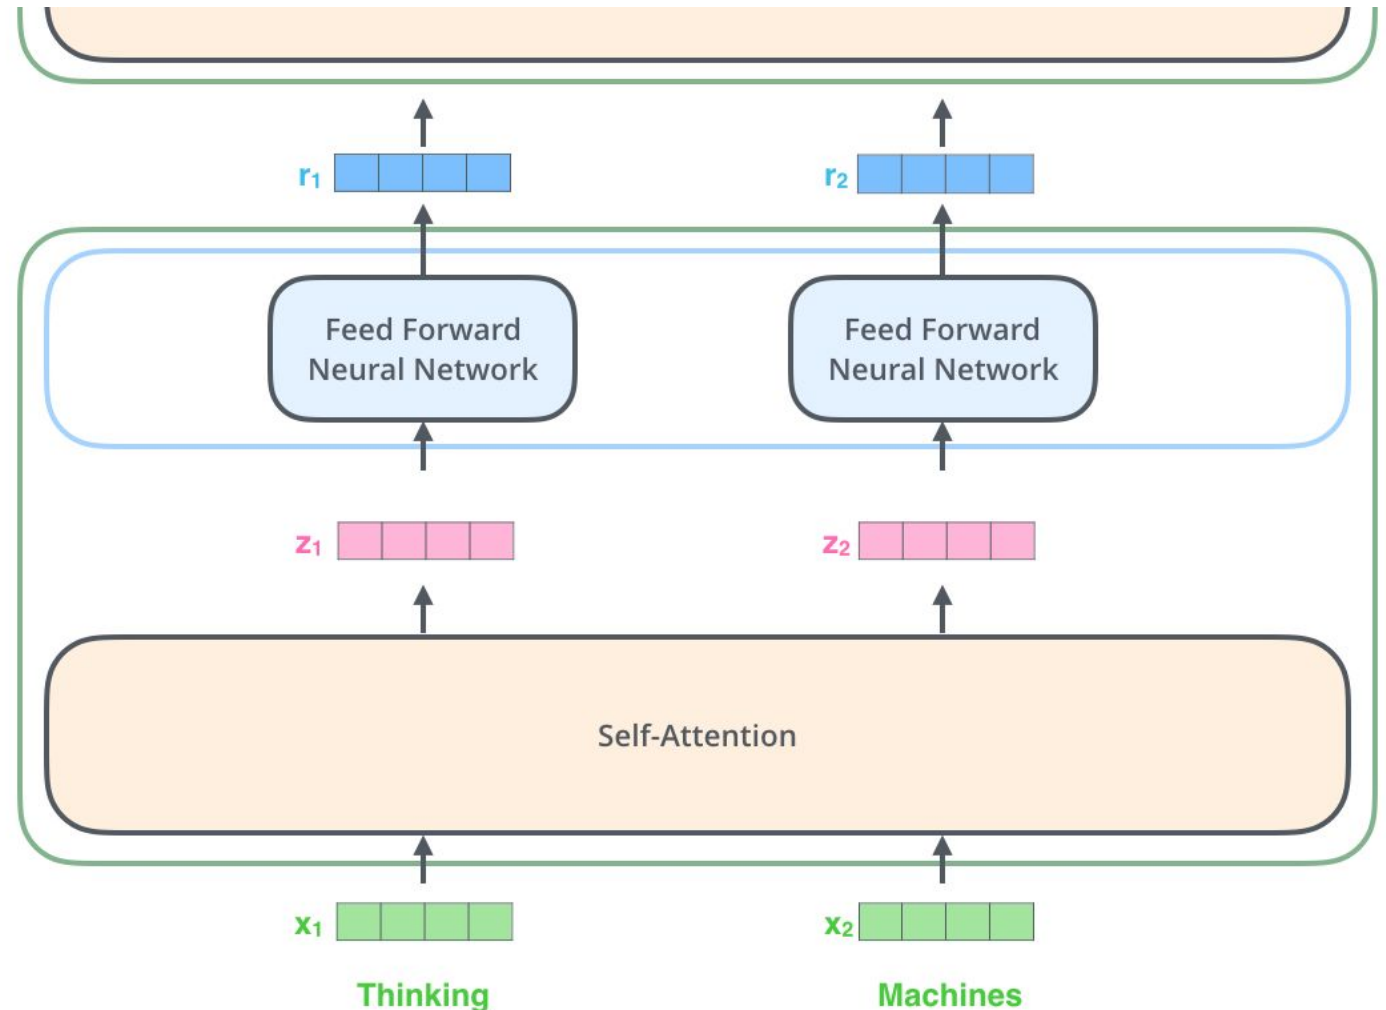 r₁ r₂
Feed Forward Feed Forward
Neural Network Neural Network
z₁ z₂
Self-Attention
x₁ x₂
Thinking Machines